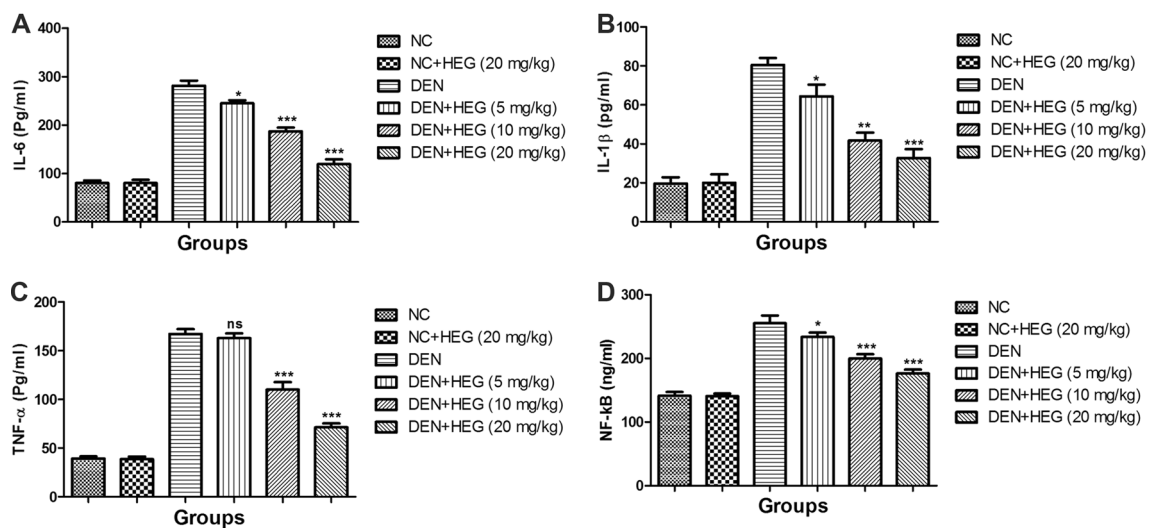 A
IL-6 (Pg/ml)
400
300
200
100
0
*
***
***
Groups
NC
NC+HEG (20 mg/kg)
DEN
DEN+HEG (5 mg/kg)
DEN+HEG (10 mg/kg)
DEN+HEG (20 mg/kg)
B
IL-1β (pg/ml)
100
80
60
40
20
0
*
**
***
Groups
NC
NC+HEG (20 mg/kg)
DEN
DEN+HEG (5 mg/kg)
DEN+HEG (10 mg/kg)
DEN+HEG (20 mg/kg)
C
TNF-α (Pg/ml)
200
150
100
50
0
ns
***
***
Groups
NC
NC+HEG (20 mg/kg)
DEN
DEN+HEG (5 mg/kg)
DEN+HEG (10 mg/kg)
DEN+HEG (20 mg/kg)
D
NF-kB (ng/ml)
300
200
100
0
*
***
***
Groups
NC
NC+HEG (20 mg/kg)
DEN
DEN+HEG (5 mg/kg)
DEN+HEG (10 mg/kg)
DEN+HEG (20 mg/kg)